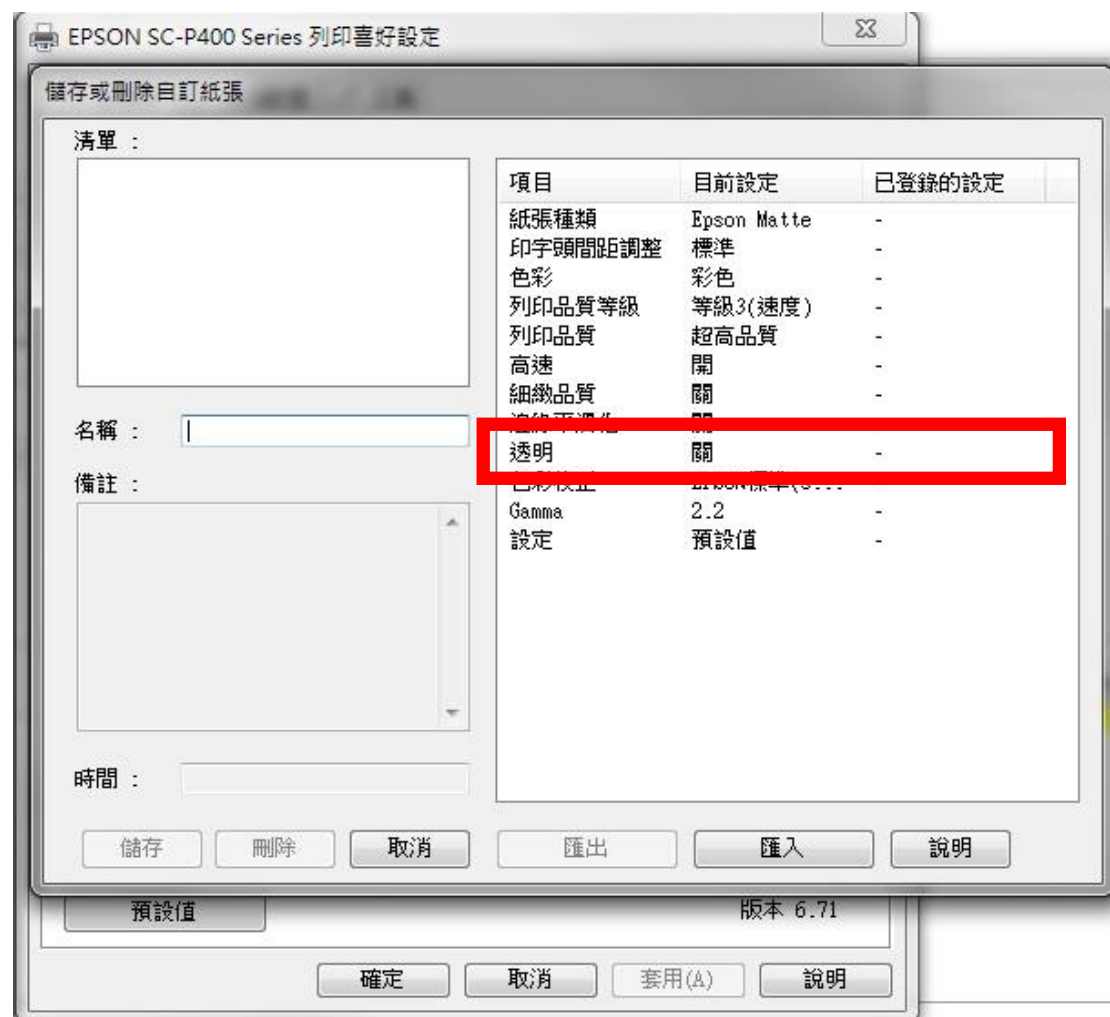 EPSON SC-P400 Series 列印喜好設定
儲存或刪除自訂紙張
清單 :
項目 目前設定 已登錄的設定
紙張種類 Epson Matte -
印字頭間距調整 標準 -
色彩 彩色 -
列印品質等級 等級3(速度) -
列印品質 超高品質 -
高速 開 -
細緻品質 關 -
名稱 :
透明 關 -
備註 :
Gamma 2.2 -
設定 預設值 -
時間 :
儲存 刪除 取消 匯出 匯入 說明
預設值 版本 6.71
確定 取消 套用(A) 說明